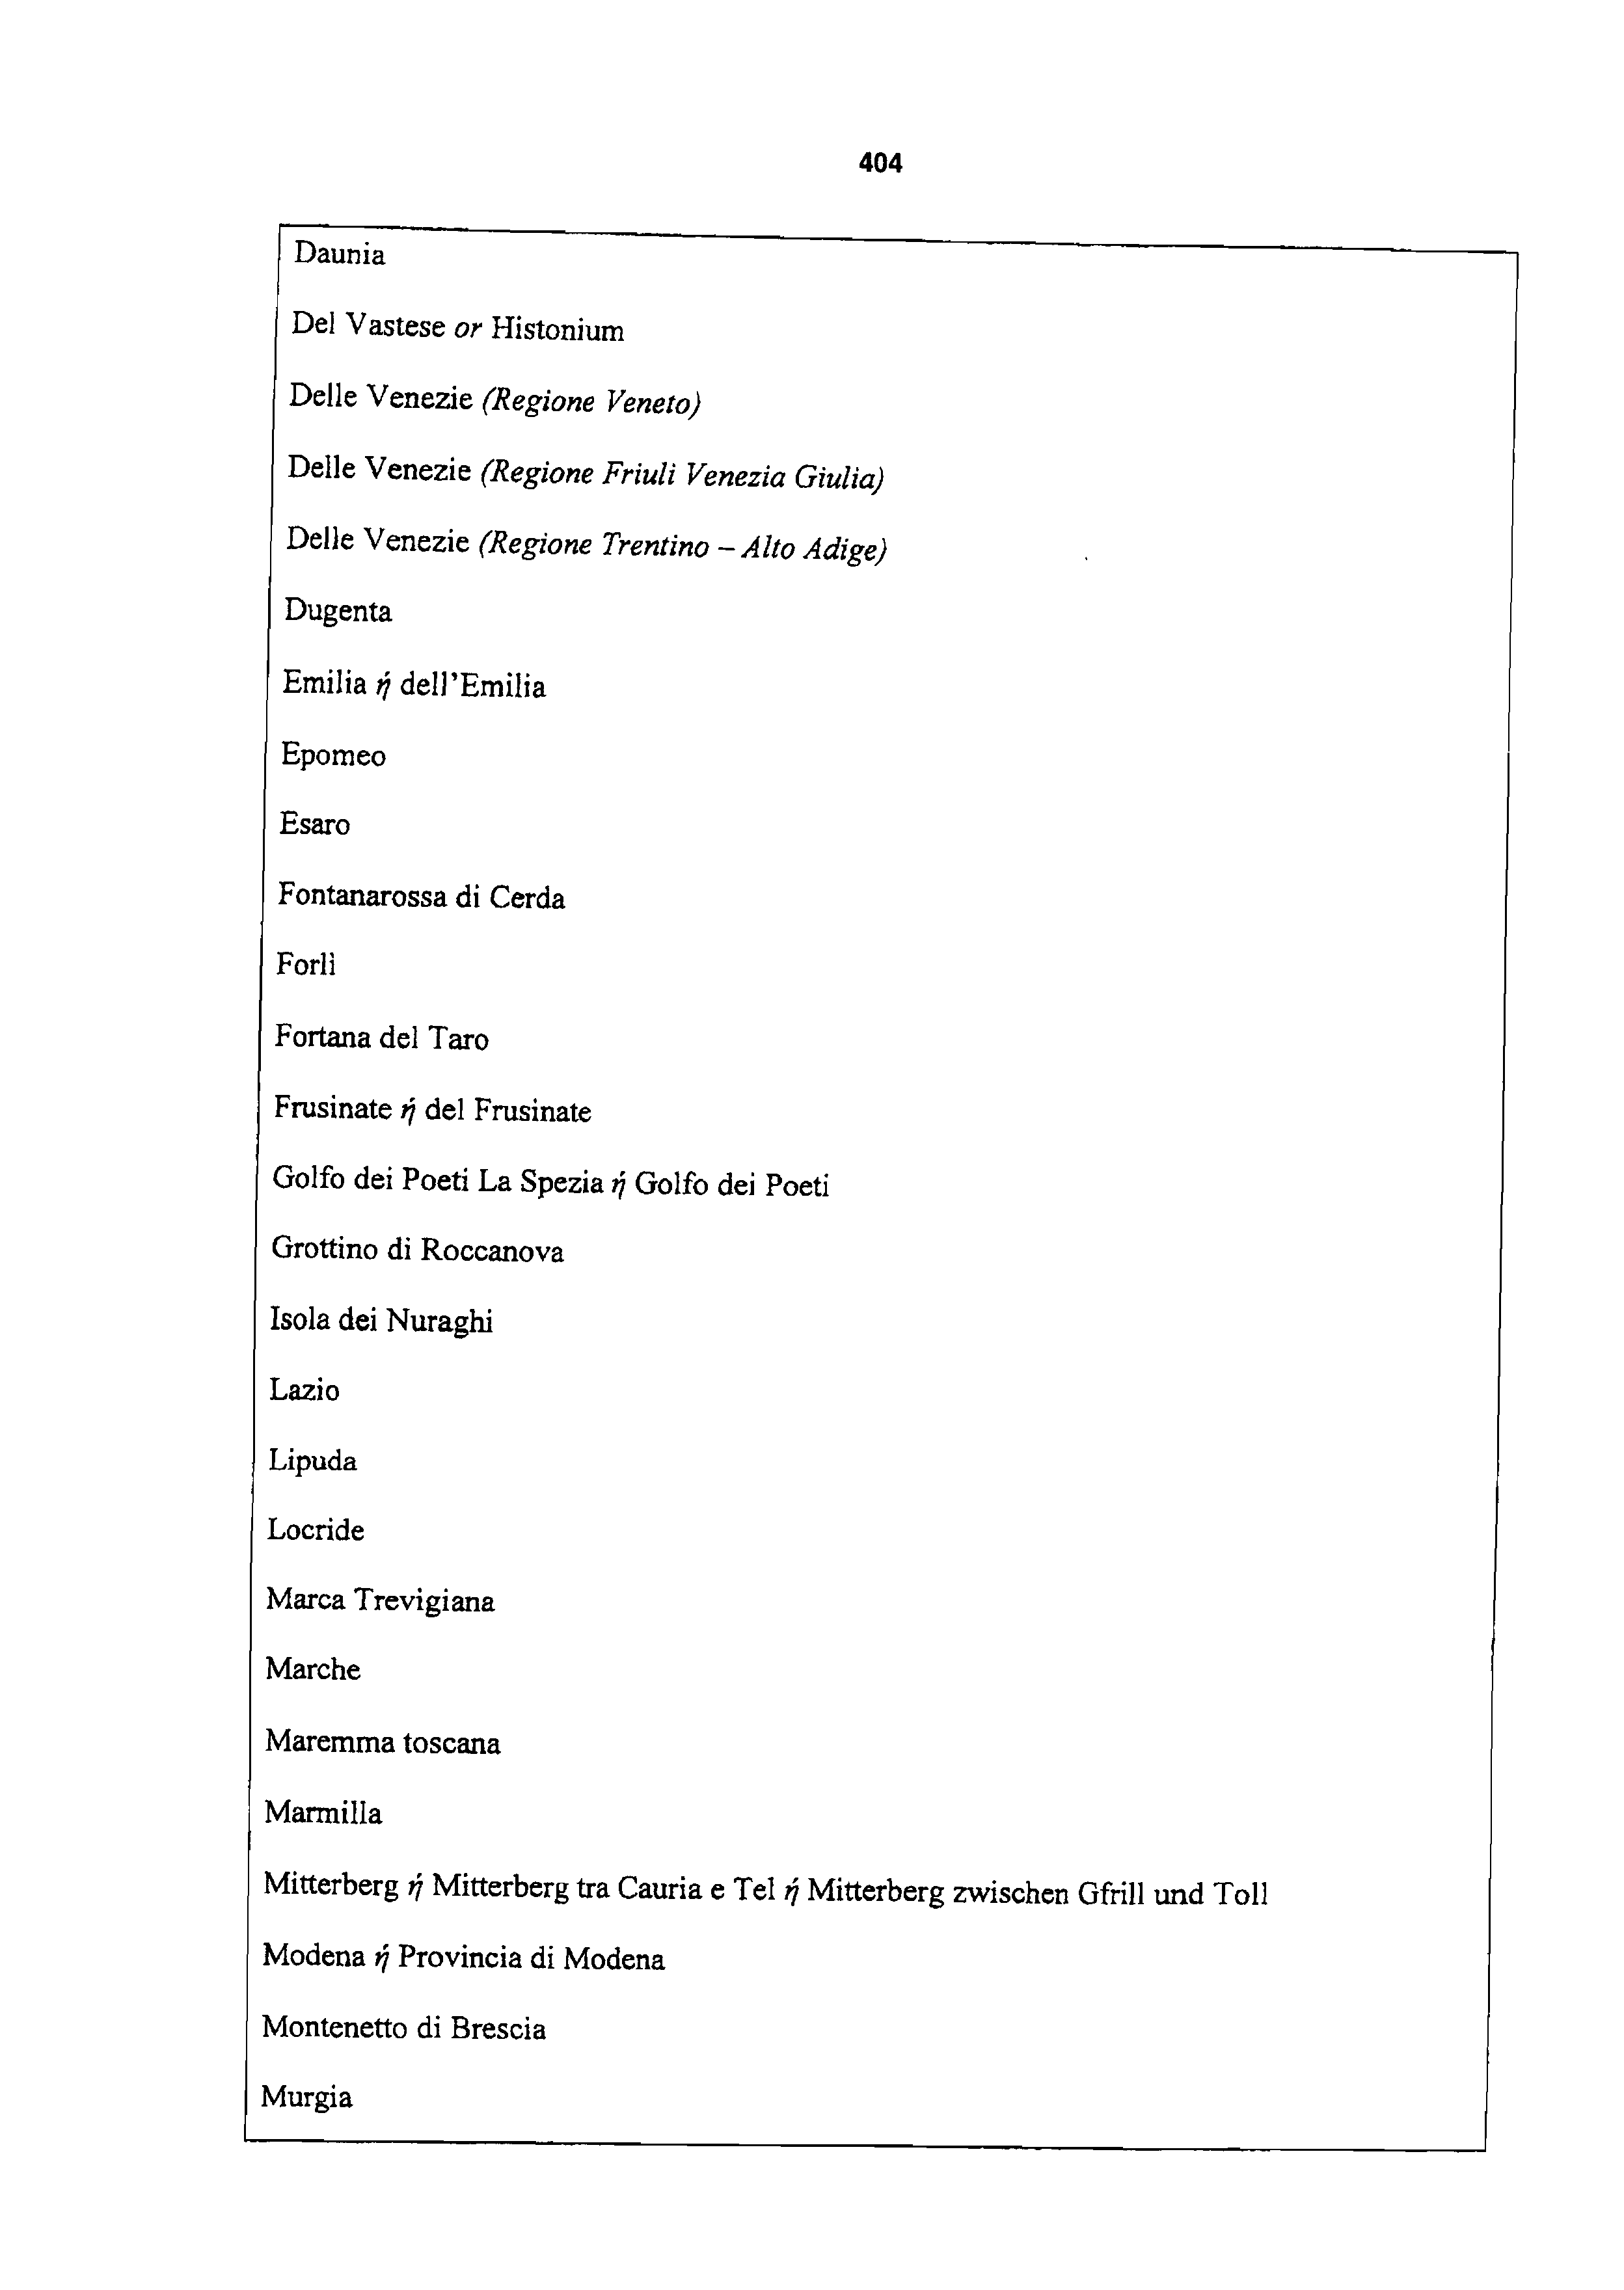 404
Daunia
Del Vastese or Histonium
Delle Venezie (Regione Veneto)
Delle Venezie (Regione Friuli Venezia Giulia)
Delle Venezie (Regione Trentino – Alto Adige)
Dugenta
Emilia ή dell’Emilia
Epomeo
Esaro
Fontanarossa di Cerda
Forlì
Fortana del Taro
Frusinate ή del Frusinate
Golfo dei Poeti La Spezia ή Golfo dei Poeti
Grottino di Roccanova
Isola dei Nuraghi
Lazio
Lipuda
Locride
Marca Trevigiana
Marche
Maremma toscana
Marmilla
Mitterberg ή Mitterberg tra Cauria e Tel ή Mitterberg zwischen Gfrill und Toll
Modena ή Provincia di Modena
Montenetto di Brescia
Murgia